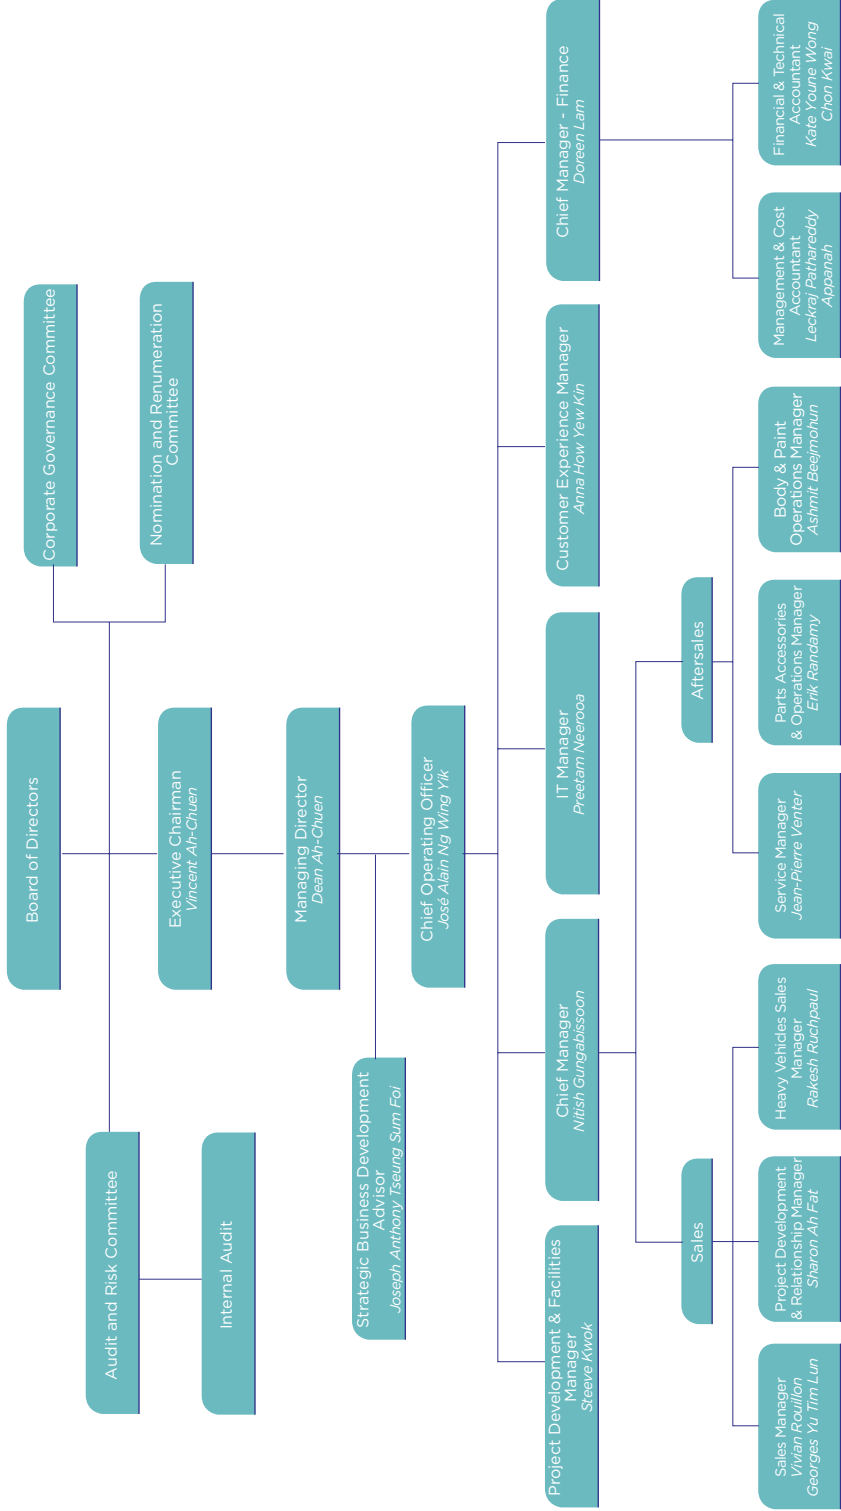 Board of Directors
Corporate Governance Committee
Nomination and Renumeration
Committee
Audit and Risk Committee
Internal Audit
Executive Chairman
Vincent Ah-Chuen
Managing Director
Dean Ah-Chuen
Strategic Business Development
Advisor
Joseph Anthony Tseung Sum Foi
Chief Operating Officer
José Alain Ng Wing Yik
Project Development & Facilities
Manager
Steeve Kwok
Chief Manager
Nitish Gungabissoon
IT Manager
Preetam Neerooa
Customer Experience Manager
Anna How Yew Kin
Chief Manager - Finance
Doreen Lam
Sales
Aftersales
Sales Manager
Vivian Rouillon
Georges Yu Tim Lun
Project Development
& Relationship Manager
Sharon Ah Fat
Heavy Vehicles Sales
Manager
Rakesh Ruchpaul
Service Manager
Jean-Pierre Venter
Parts Accessories
& Operations Manager
Erik Randamy
Body & Paint
Operations Manager
Ashmit Beejmohun
Management & Cost
Accountant
Leckraj Pathareddy
Appanah
Financial & Technical
Accountant
Kate Youne Wong
Chon Kwai